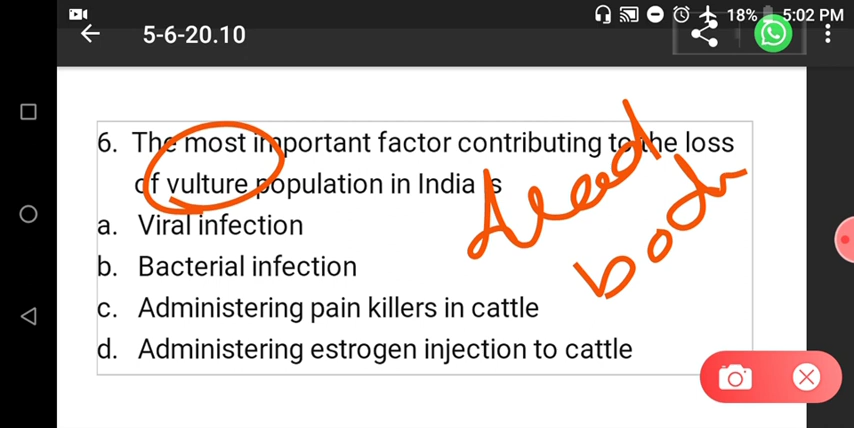 18% 5:02 PM
5-6-20.10
6. The most important factor contributing to the loss
of vulture population in India is
a. Viral infection
b. Bacterial infection
c. Administering pain killers in cattle
d. Administering estrogen injection to cattle
dead
body